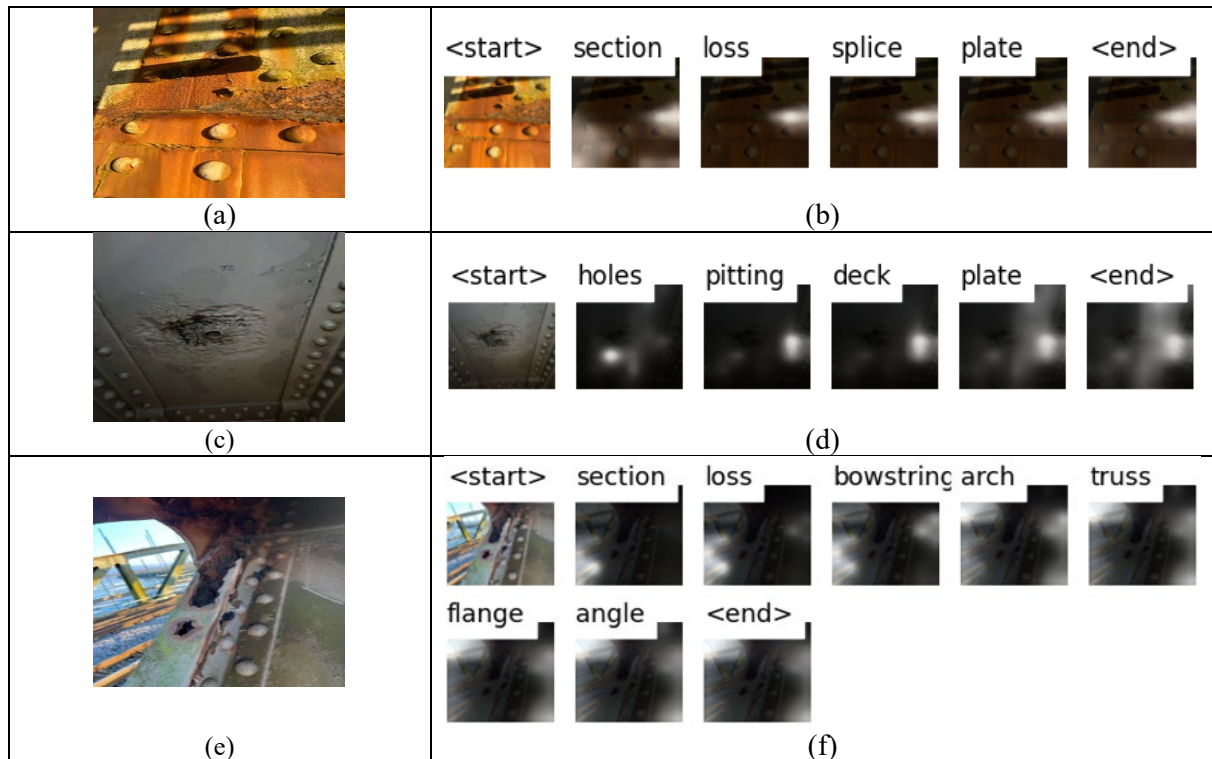 <start> section loss splice plate <end>
(a) (b)
<start> holes pitting deck plate <end>
(c) (d)
<start> section loss bowstring arch truss
flange angle <end>
(e) (f)